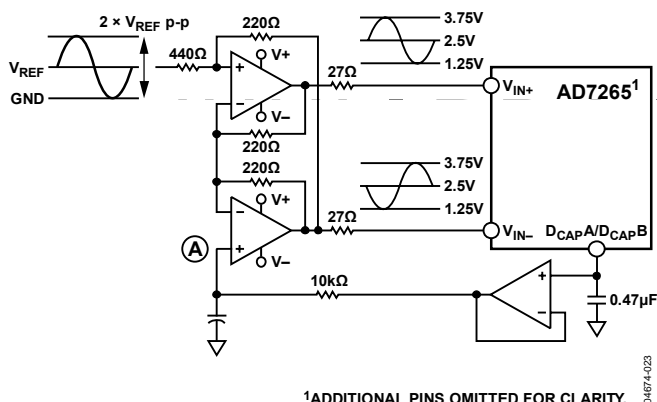 2 × VREF p-p
VREF
GND
440Ω
220Ω
V+
+
–
V–
220Ω
27Ω
3.75V
2.5V
1.25V
VIN+
AD7265¹
220Ω
V+
–
+
V–
A
27Ω
3.75V
2.5V
1.25V
VIN–
DCAPA/DCAPB
10kΩ
+
–
0.47µF
¹ADDITIONAL PINS OMITTED FOR CLARITY.
04674-023